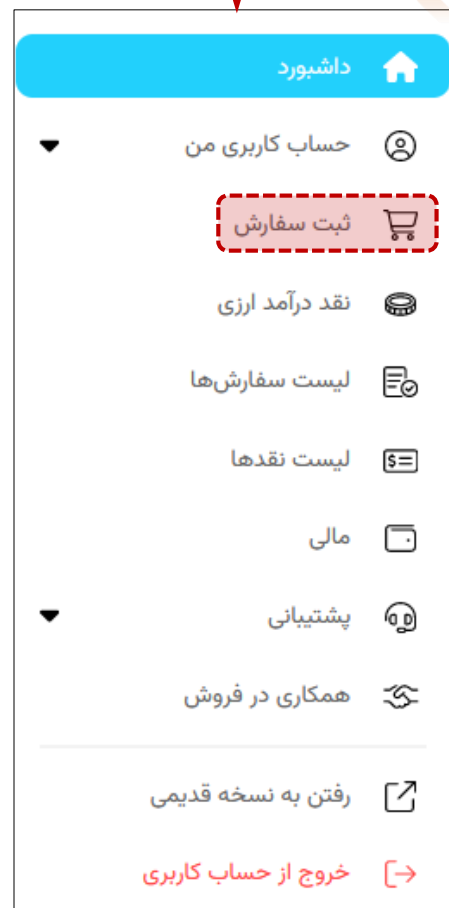 داشبورد
حساب کاربری من
ثبت سفارش
نقد درآمد ارزی
لیست سفارش‌ها
لیست نقدها
مالی
پشتیبانی
همکاری در فروش
رفتن به نسخه قدیمی
خروج از حساب کاربری